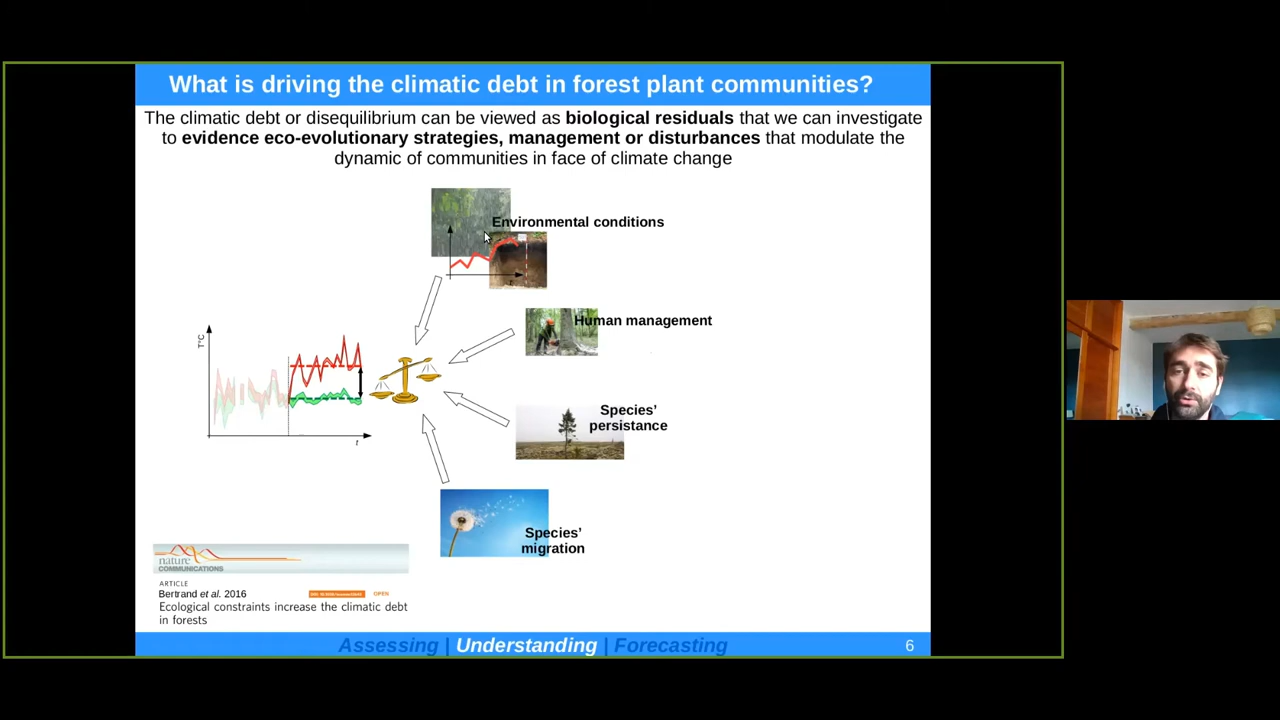 What is driving the climatic debt in forest plant communities?
The climatic debt or disequilibrium can be viewed as biological residuals that we can investigate
to evidence eco-evolutionary strategies, management or disturbances that modulate the
dynamic of communities in face of climate change
Environmental conditions
t
Human management
T°C
t
Species’
persistance
Species’
migration
nature
COMMUNICATIONS
ARTICLE
Bertrand et al. 2016
OPEN
Ecological constraints increase the climatic debt
in forests
Assessing | Understanding | Forecasting
6